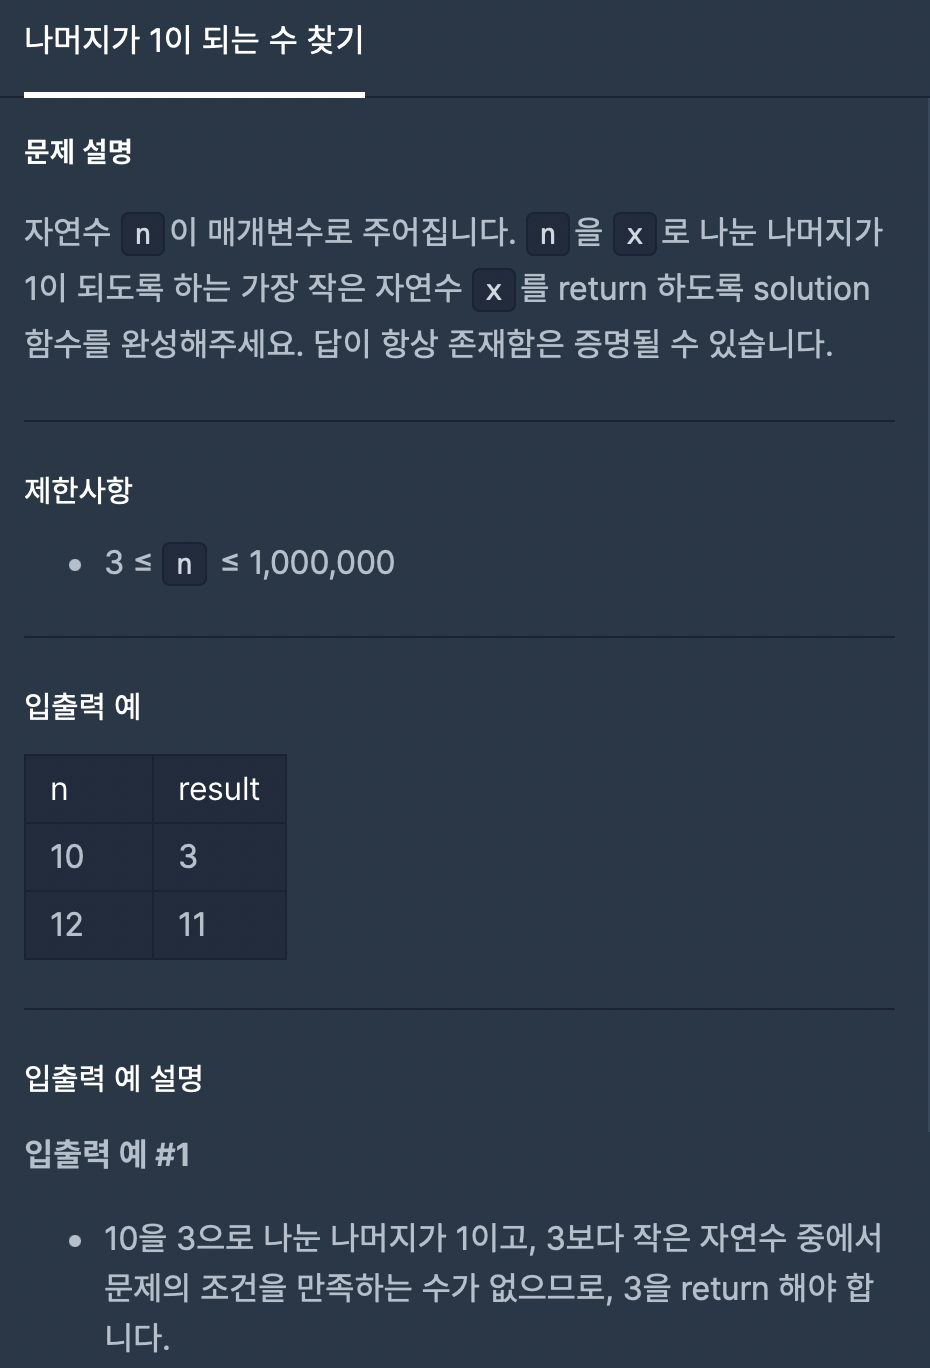 나머지가 1이 되는 수 찾기
문제 설명
자연수 n이 매개변수로 주어집니다. n을 x로 나눈 나머지가
1이 되도록 하는 가장 작은 자연수 x를 return 하도록 solution
함수를 완성해주세요. 답이 항상 존재함은 증명될 수 있습니다.
제한사항
• 3 ≤ n ≤ 1,000,000
입출력 예
n result
10 3
12 11
입출력 예 설명
입출력 예 #1
• 10을 3으로 나눈 나머지가 1이고, 3보다 작은 자연수 중에서
문제의 조건을 만족하는 수가 없으므로, 3을 return 해야 합
니다.